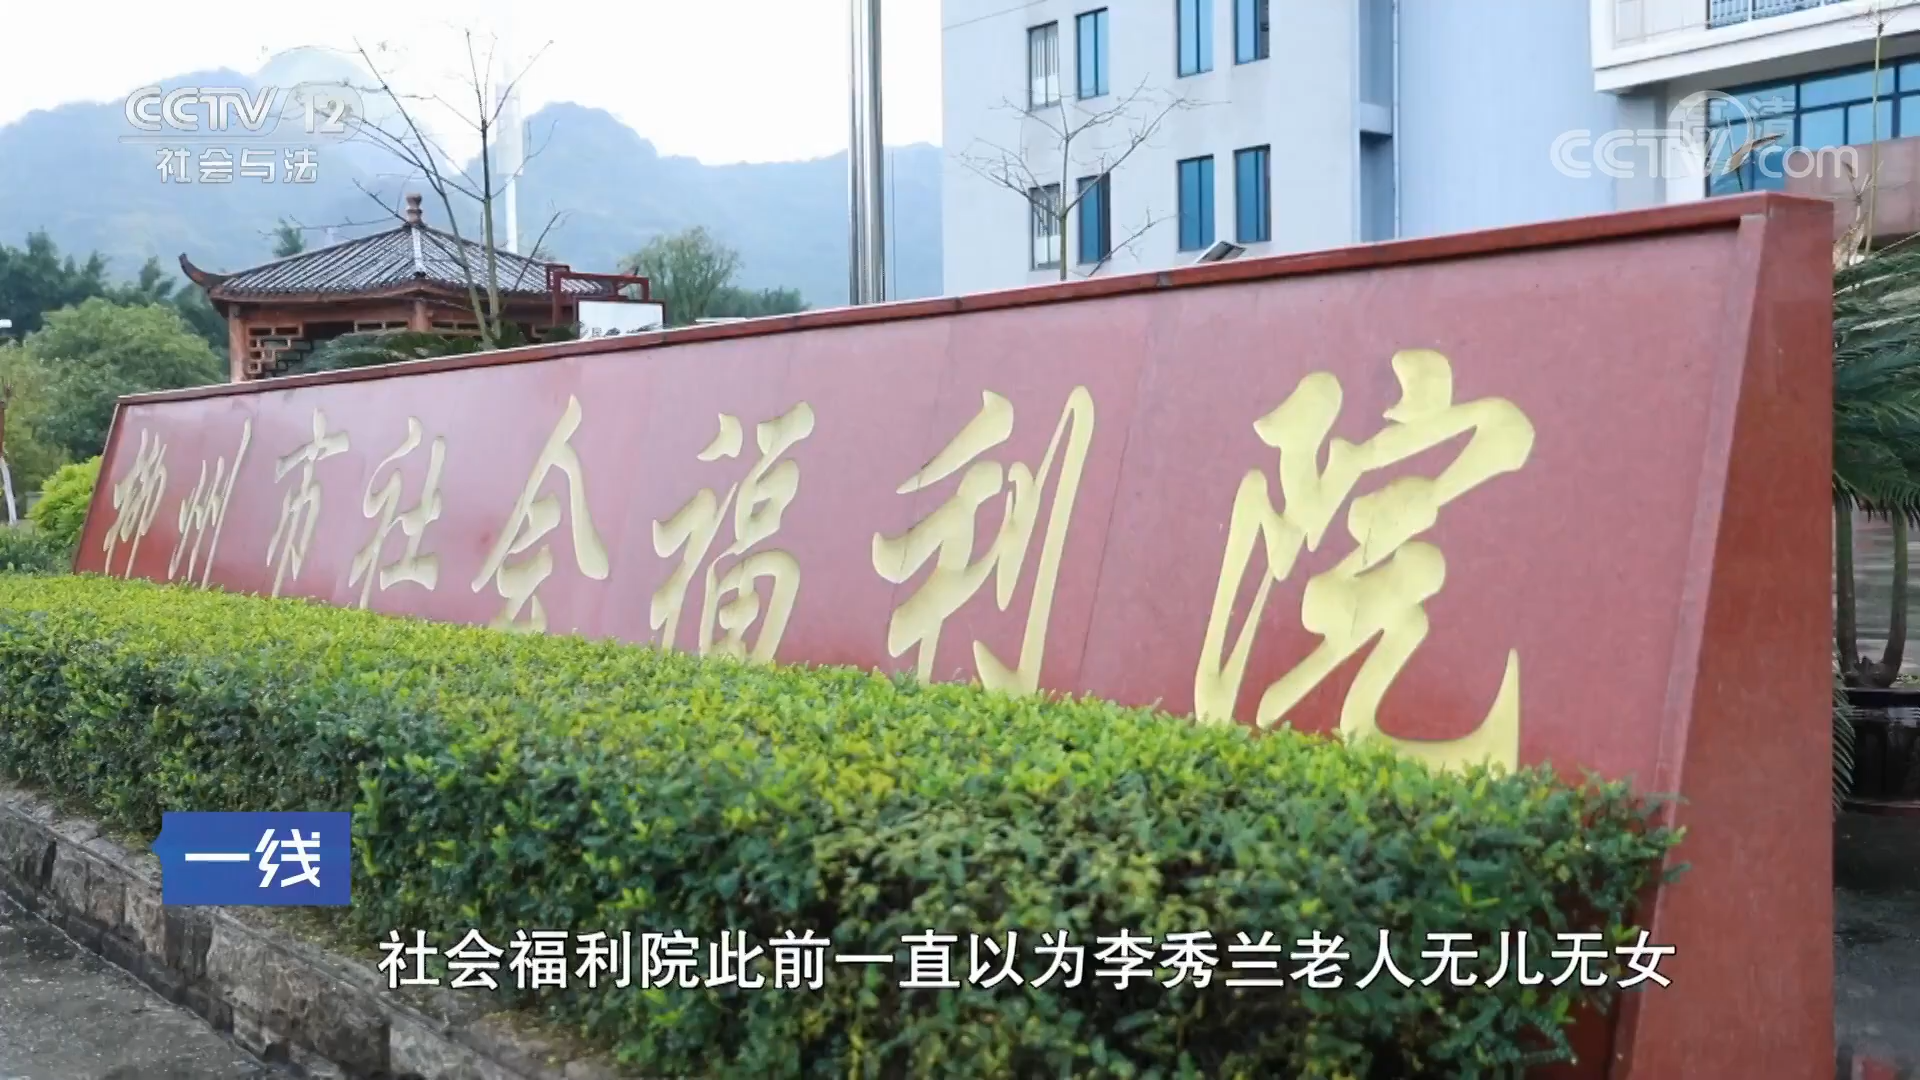 CCTV 12
社会与法
高清
CCTV.com
柳州市社会福利院
一线
社会福利院此前一直以为李秀兰老人无儿无女